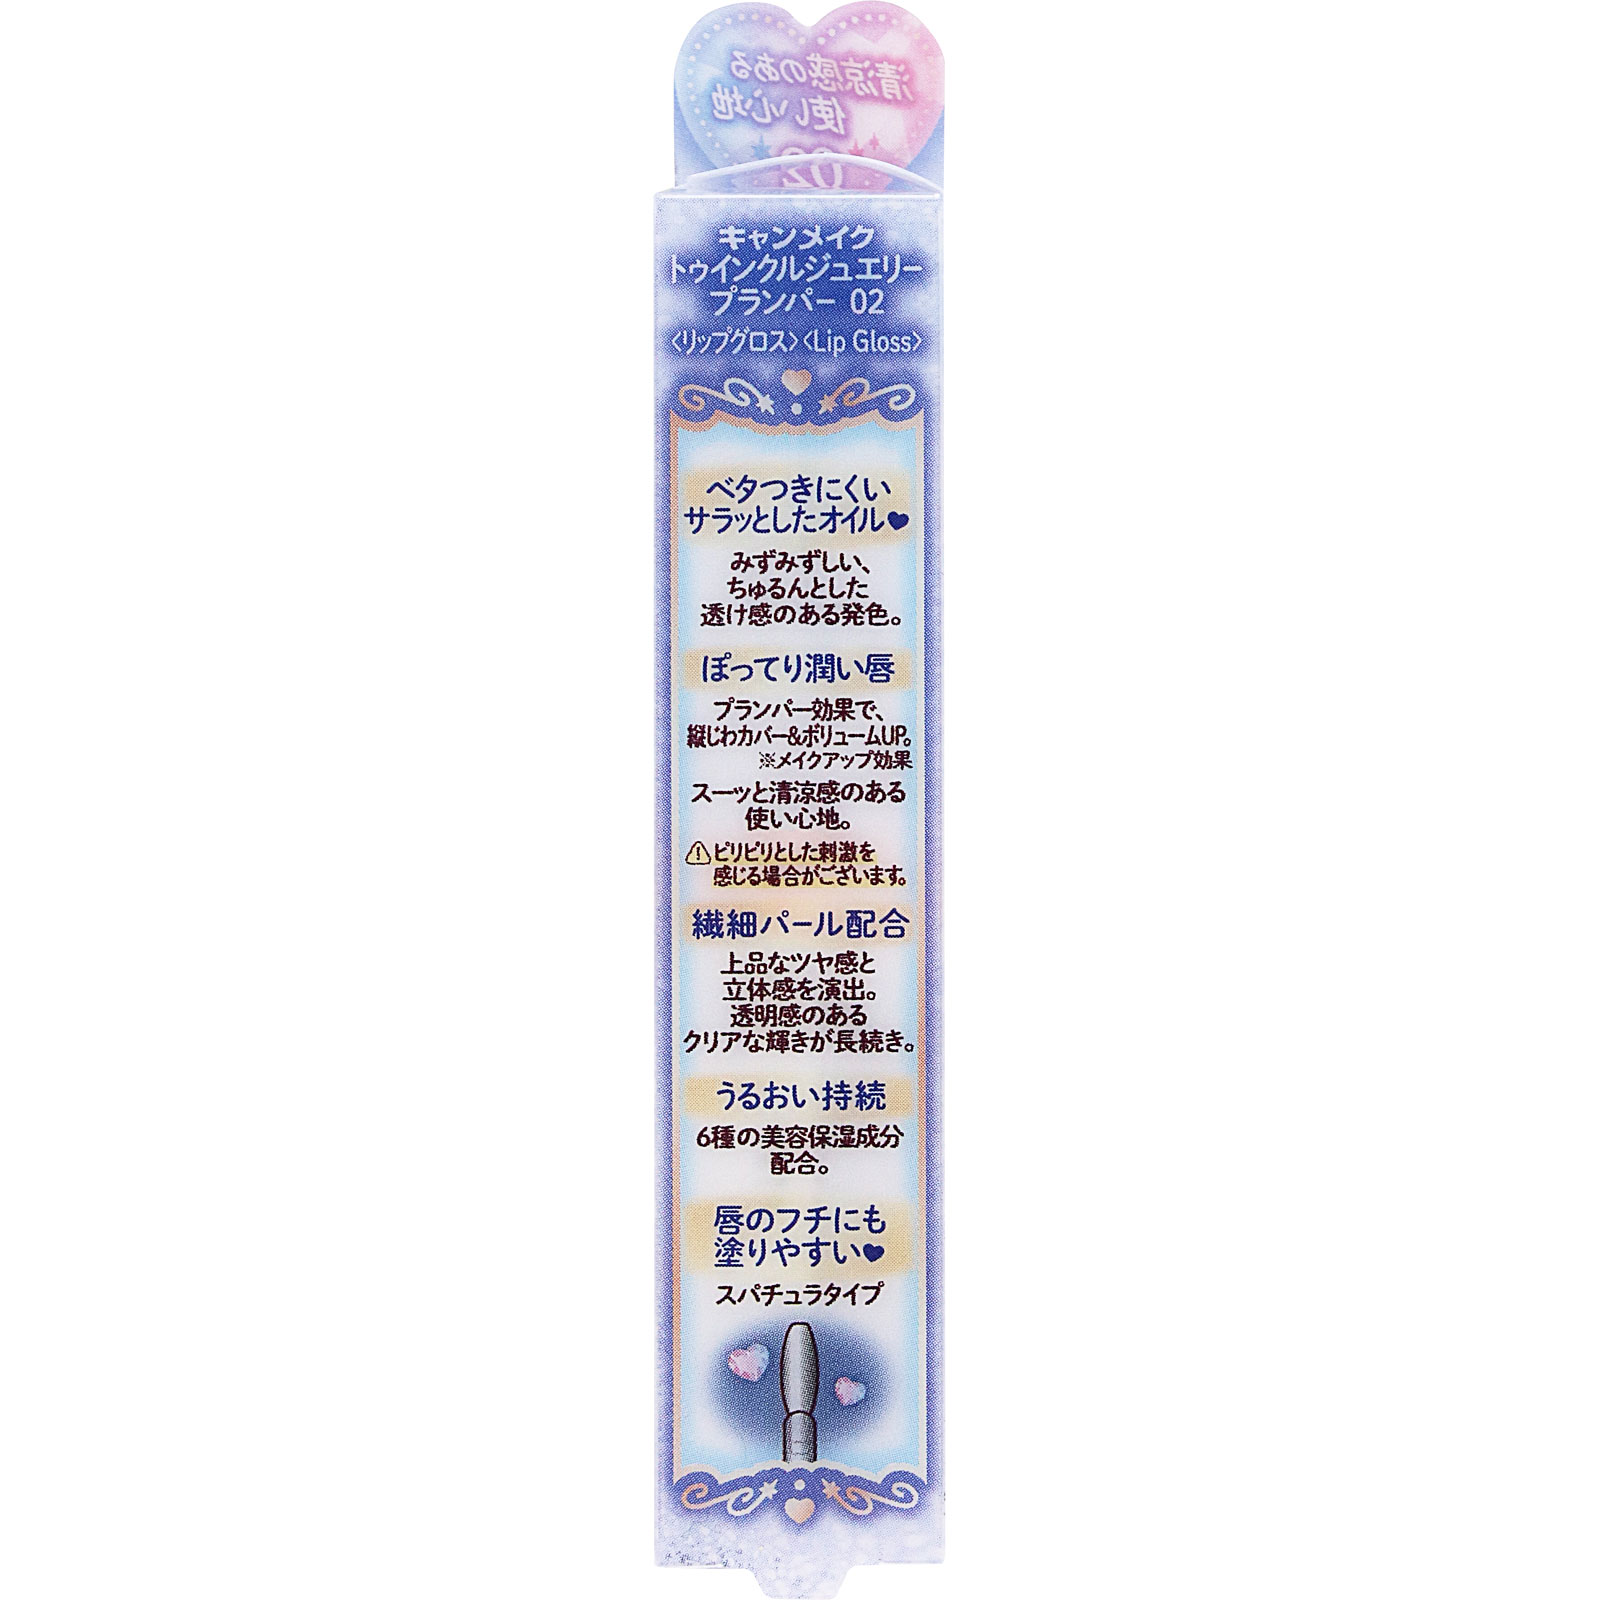 清涼感のある
使い心地
02
キャンメイク
トゥインクルジュエリー
プランパー 02
〈リップグロス〉〈Lip Gloss〉
ベタつきにくい
サラッとしたオイル♥
みずみずしい、
ちゅるんとした
透け感のある発色。
ぽってり潤い唇
プランパー効果で、
縦じわカバー&ボリュームUP。
※メイクアップ効果
スーッと清涼感のある
使い心地。
⚠ピリピリとした刺激を
感じる場合がございます。
繊細パール配合
上品なツヤ感と
立体感を演出。
透明感のある
クリアな輝きが長続き。
うるおい持続
6種の美容保湿成分
配合。
唇のフチにも
塗りやすい♥
スパチュラタイプ